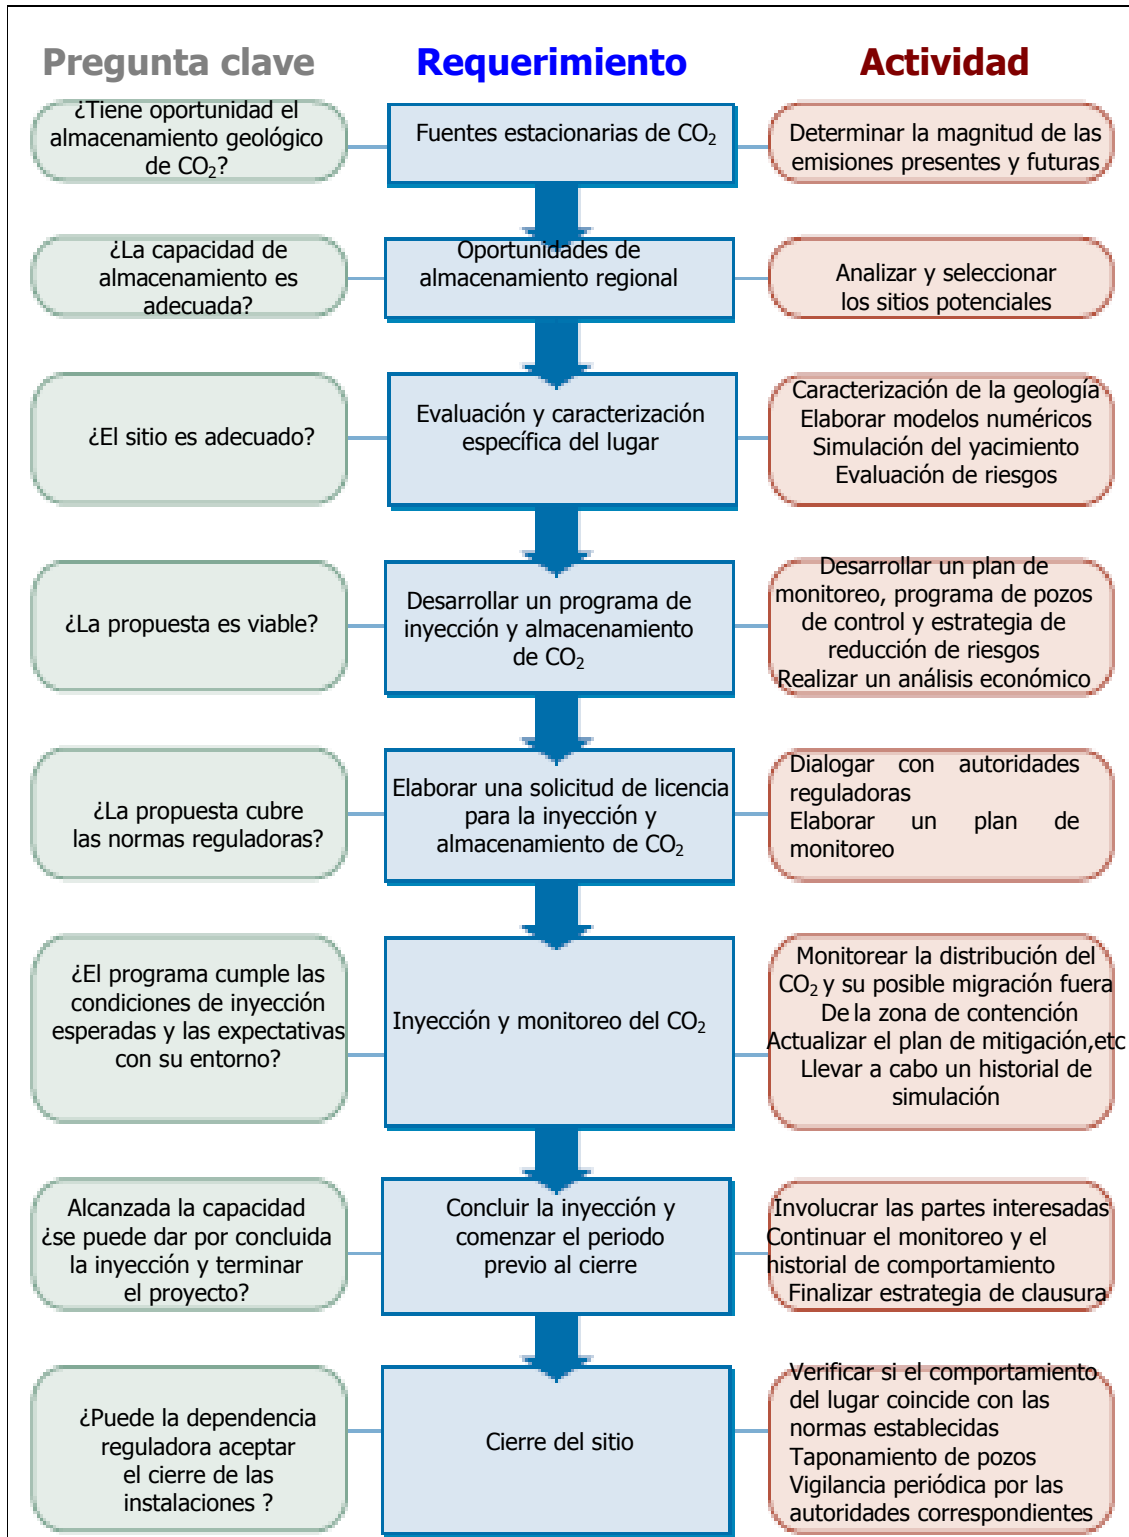 Pregunta clave
Requerimiento
Actividad
¿Tiene oportunidad el
almacenamiento geológico
de CO₂?
Fuentes estacionarias de CO₂
Determinar la magnitud de las
emisiones presentes y futuras
¿La capacidad de
almacenamiento es
adecuada?
Oportunidades de
almacenamiento regional
Analizar y seleccionar
los sitios potenciales
¿El sitio es adecuado?
Evaluación y caracterización
específica del lugar
Caracterización de la geología
Elaborar modelos numéricos
Simulación del yacimiento
Evaluación de riesgos
¿La propuesta es viable?
Desarrollar un programa de
inyección y almacenamiento
de CO₂
Desarrollar un plan de
monitoreo, programa de pozos
de control y estrategia de
reducción de riesgos
Realizar un análisis económico
¿La propuesta cubre
las normas reguladoras?
Elaborar una solicitud de licencia
para la inyección y
almacenamiento de CO₂
Dialogar con autoridades
reguladoras
Elaborar un plan de
monitoreo
¿El programa cumple las
condiciones de inyección
esperadas y las expectativas
con su entorno?
Inyección y monitoreo del CO₂
Monitorear la distribución del
CO₂ y su posible migración fuera
De la zona de contención
Actualizar el plan de mitigación,etc
Llevar a cabo un historial de
simulación
Alcanzada la capacidad
¿se puede dar por concluida
la inyección y terminar
el proyecto?
Concluir la inyección y
comenzar el periodo
previo al cierre
Involucrar las partes interesadas
Continuar el monitoreo y el
historial de comportamiento
Finalizar estrategia de clausura
¿Puede la dependencia
reguladora aceptar
el cierre de las
instalaciones ?
Cierre del sitio
Verificar si el comportamiento
del lugar coincide con las
normas establecidas
Taponamiento de pozos
Vigilancia periódica por las
autoridades correspondientes